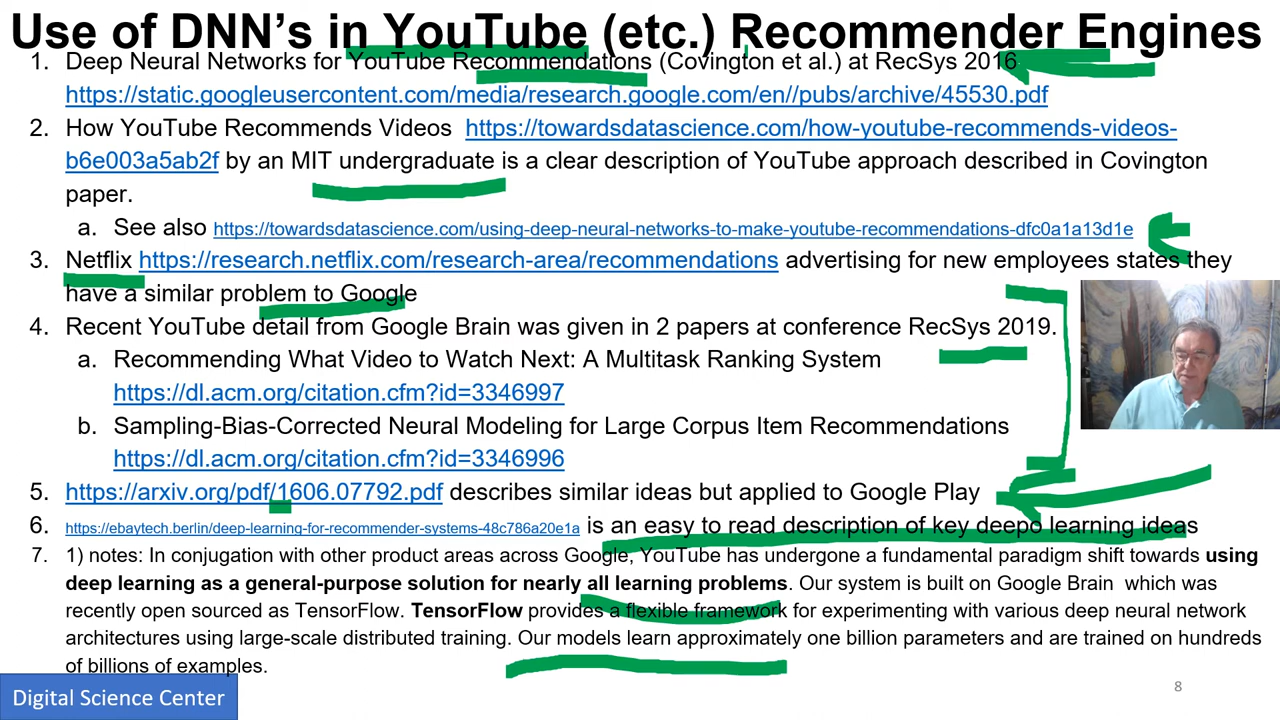 Use of DNN's in YouTube (etc.) Recommender Engines
1. Deep Neural Networks for YouTube Recommendations (Covington et al.) at RecSys 2016
https://static.googleusercontent.com/media/research.google.com/en//pubs/archive/45530.pdf
2. How YouTube Recommends Videos https://towardsdatascience.com/how-youtube-recommends-videos-
b6e003a5ab2f by an MIT undergraduate is a clear description of YouTube approach described in Covington
paper.
a. See also https://towardsdatascience.com/using-deep-neural-networks-to-make-youtube-recommendations-dfc0a1a13d1e
3. Netflix https://research.netflix.com/research-area/recommendations advertising for new employees states they
have a similar problem to Google
4. Recent YouTube detail from Google Brain was given in 2 papers at conference RecSys 2019.
a. Recommending What Video to Watch Next: A Multitask Ranking System
https://dl.acm.org/citation.cfm?id=3346997
b. Sampling-Bias-Corrected Neural Modeling for Large Corpus Item Recommendations
https://dl.acm.org/citation.cfm?id=3346996
5. https://arxiv.org/pdf/1606.07792.pdf describes similar ideas but applied to Google Play
6. https://ebaytech.berlin/deep-learning-for-recommender-systems-48c786a20e1a is an easy to read description of key deepo learning ideas
7. 1) notes: In conjugation with other product areas across Google, YouTube has undergone a fundamental paradigm shift towards using
deep learning as a general-purpose solution for nearly all learning problems. Our system is built on Google Brain which was
recently open sourced as TensorFlow. TensorFlow provides a flexible framework for experimenting with various deep neural network
architectures using large-scale distributed training. Our models learn approximately one billion parameters and are trained on hundreds
of billions of examples.
Digital Science Center
8